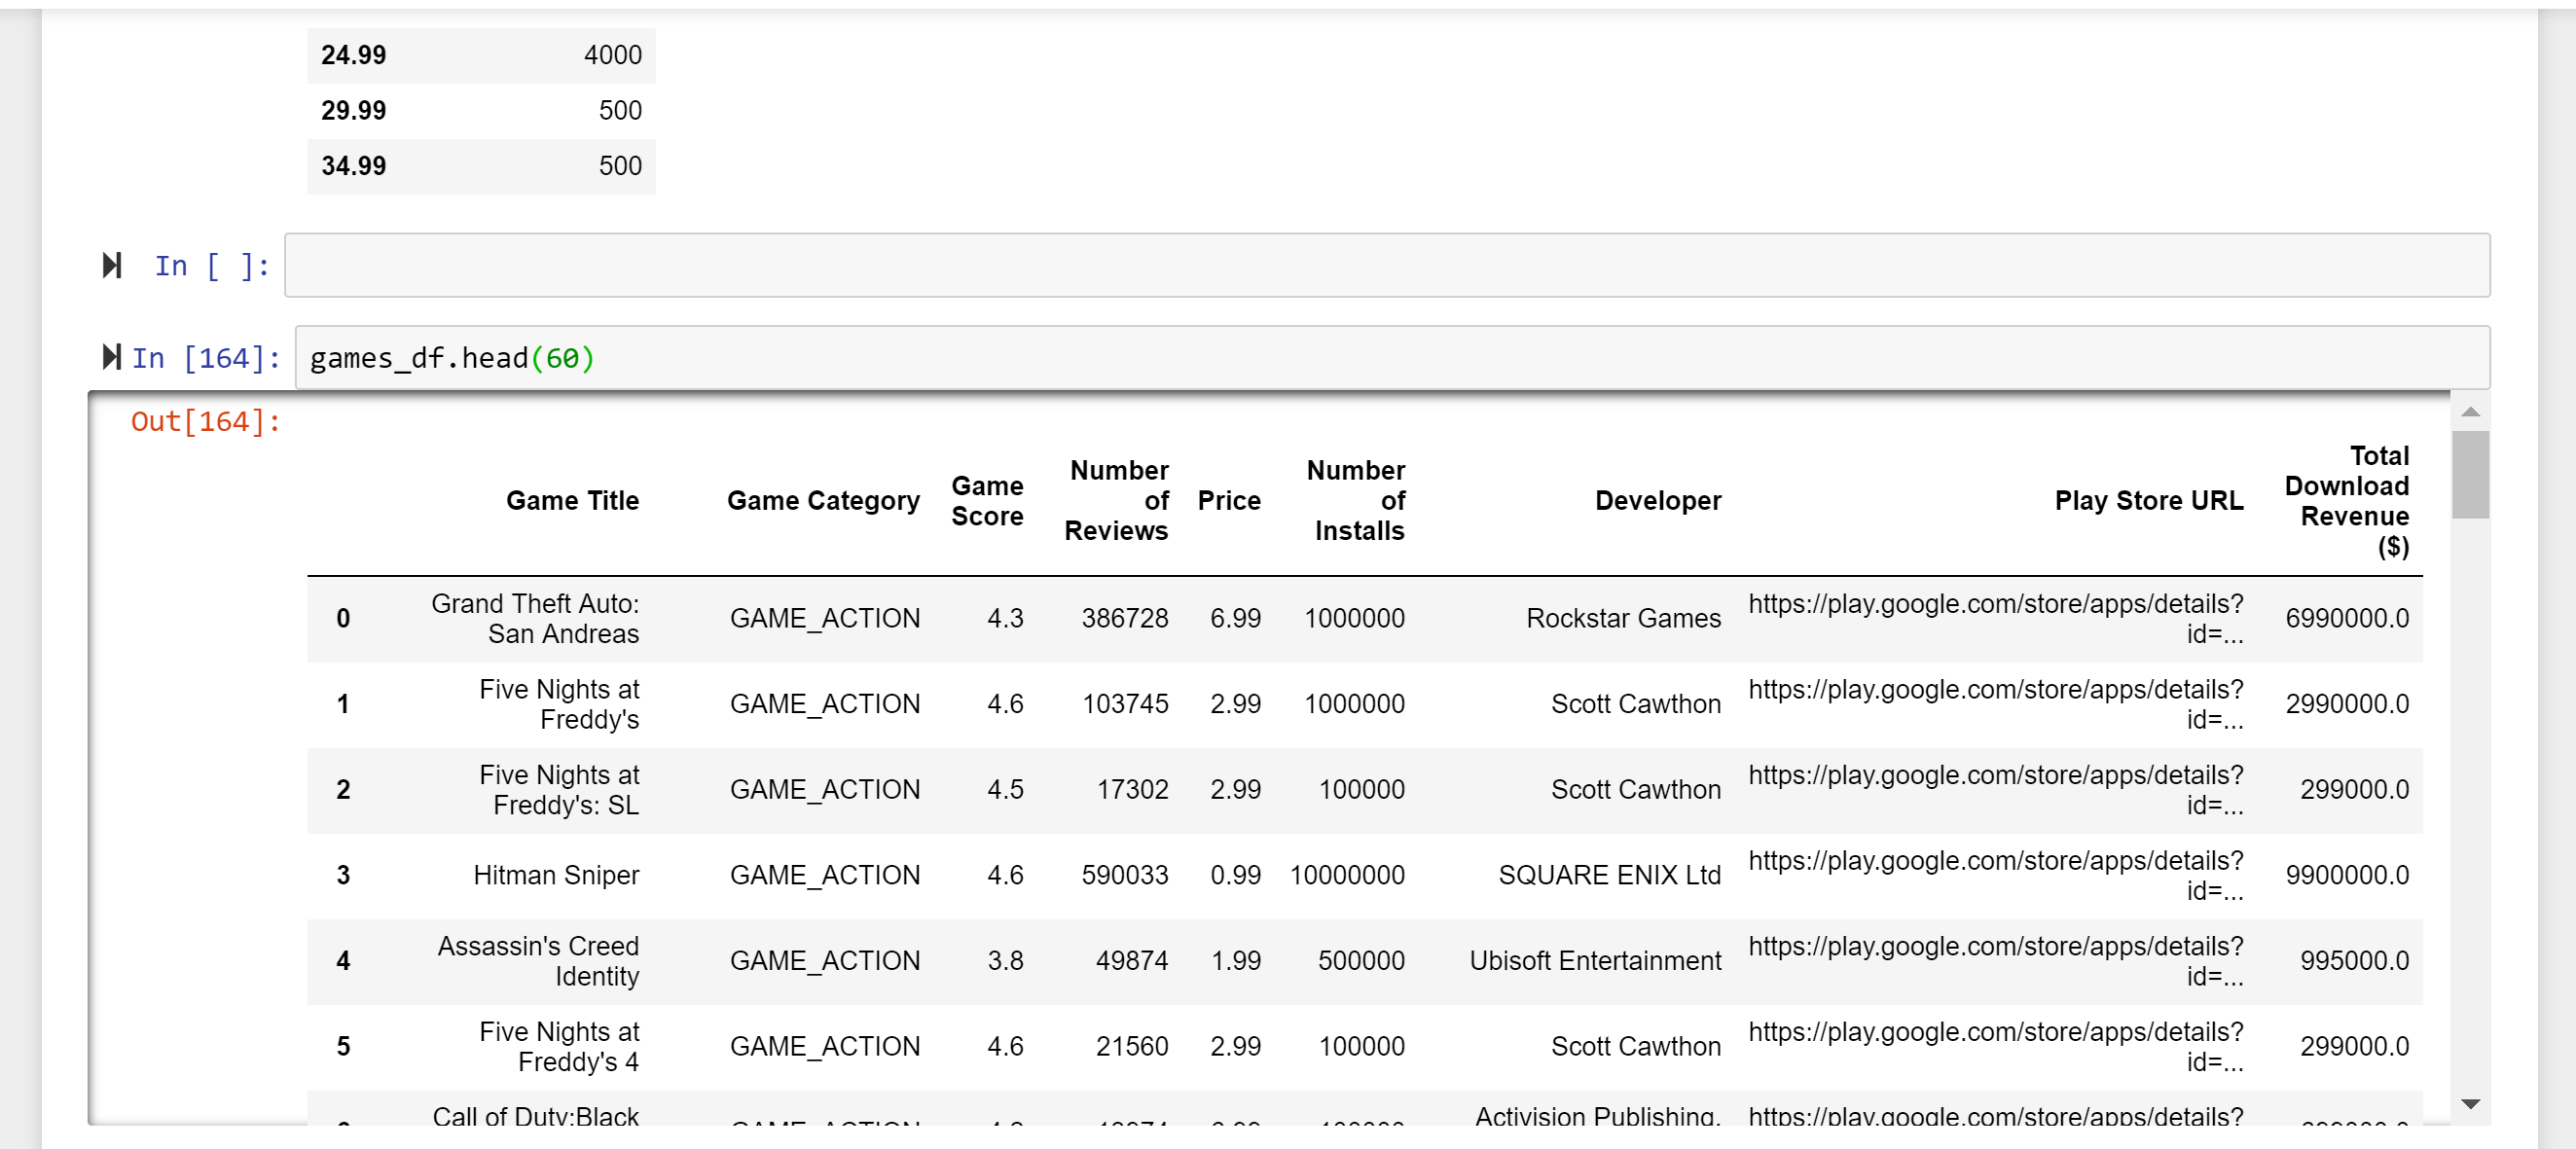 24.99 4000
29.99 500
34.99 500
In [ ]:
In [164]: games_df.head(60)
Out[164]:
Game Title Game Category Game Score Number of Reviews Price Number of Installs Developer Play Store URL Total Download Revenue ($)
0 Grand Theft Auto: San Andreas GAME_ACTION 4.3 386728 6.99 1000000 Rockstar Games https://play.google.com/store/apps/details?id=... 6990000.0
1 Five Nights at Freddy's GAME_ACTION 4.6 103745 2.99 1000000 Scott Cawthon https://play.google.com/store/apps/details?id=... 2990000.0
2 Five Nights at Freddy's: SL GAME_ACTION 4.5 17302 2.99 100000 Scott Cawthon https://play.google.com/store/apps/details?id=... 299000.0
3 Hitman Sniper GAME_ACTION 4.6 590033 0.99 10000000 SQUARE ENIX Ltd https://play.google.com/store/apps/details?id=... 9900000.0
4 Assassin's Creed Identity GAME_ACTION 3.8 49874 1.99 500000 Ubisoft Entertainment https://play.google.com/store/apps/details?id=... 995000.0
5 Five Nights at Freddy's 4 GAME_ACTION 4.6 21560 2.99 100000 Scott Cawthon https://play.google.com/store/apps/details?id=... 299000.0
Call of Duty:Black GAME_ACTION Activision Publishing, https://play.google.com/store/apps/details?